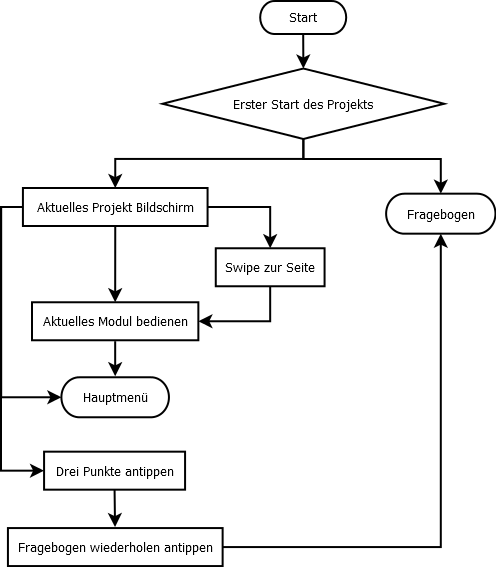 Start
Erster Start des Projekts
Aktuelles Projekt Bildschirm
Fragebogen
Swipe zur Seite
Aktuelles Modul bedienen
Hauptmenü
Drei Punkte antippen
Fragebogen wiederholen antippen